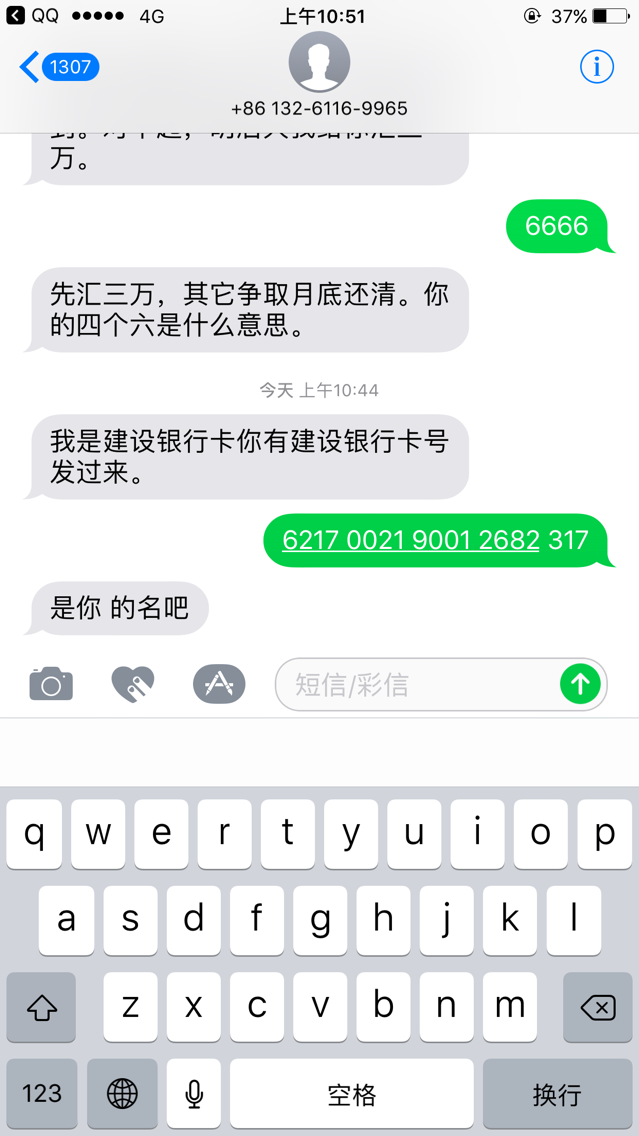 QQ 4G 上午10:51 37%
1307
+86 132-6116-9965
万。
6666
先汇三万，其它争取月底还清。你
的四个六是什么意思。
今天 上午10:44
我是建设银行卡你有建设银行卡号
发过来。
6217 0021 9001 2682 317
是你 的名吧
短信/彩信
q w e r t y u i o p
a s d f g h j k l
z x c v b n m
123 空格 换行